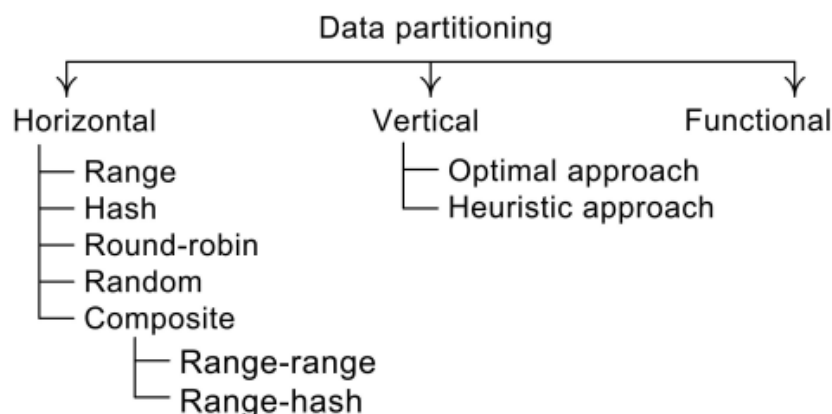 Data partitioning
Horizontal
Vertical
Functional
Range
Hash
Round-robin
Random
Composite
Range-range
Range-hash
Optimal approach
Heuristic approach